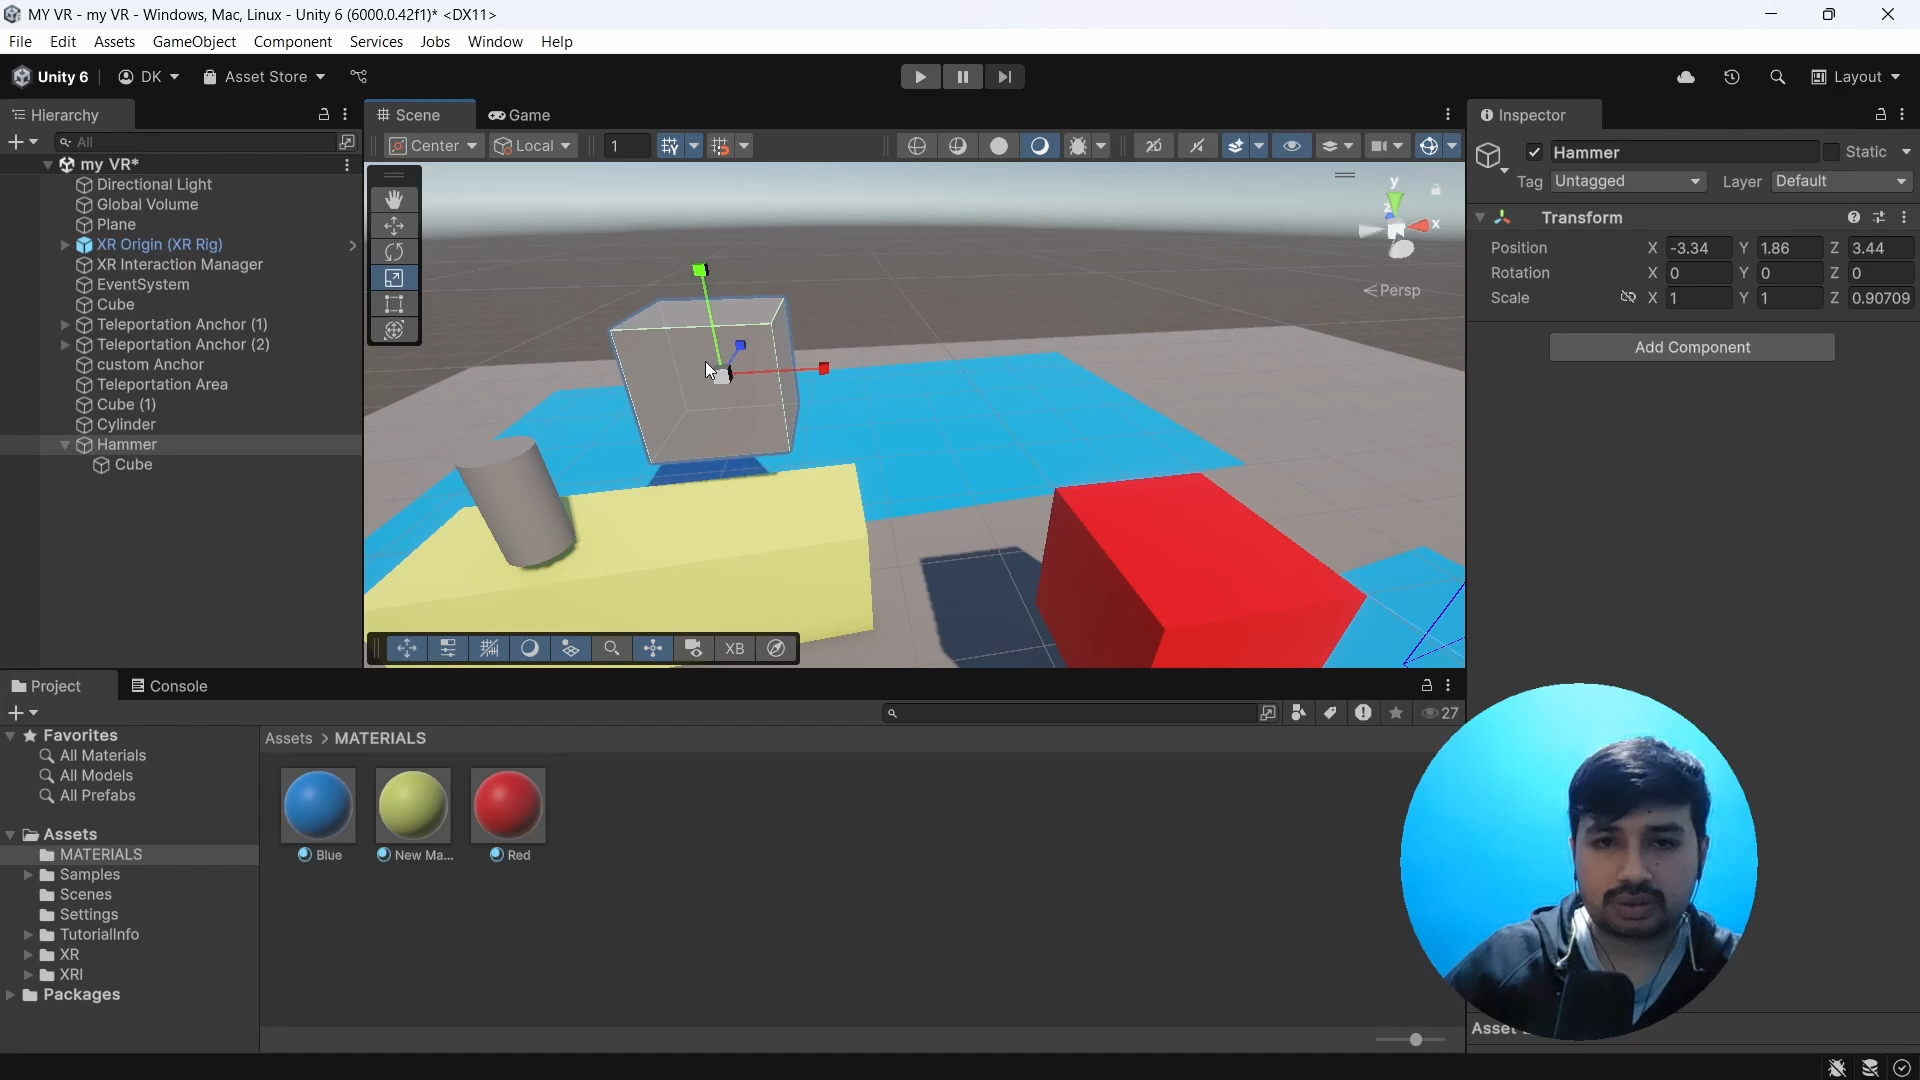 MY VR - my VR - Windows, Mac, Linux - Unity 6 (6000.0.42f1)* <DX11>
File Edit Assets GameObject Component Services Jobs Window Help
Unity 6 DK Asset Store Layout
Hierarchy
All
my VR*
Directional Light
Global Volume
Plane
XR Origin (XR Rig)
XR Interaction Manager
EventSystem
Cube
Teleportation Anchor (1)
Teleportation Anchor (2)
custom Anchor
Teleportation Area
Cube (1)
Cylinder
Hammer
Cube
Scene Game
Center Local 1 2D
y
z x
Persp
XB
Inspector
Hammer Static
Tag Untagged Layer Default
Transform
Position X -3.34 Y 1.86 Z 3.44
Rotation X 0 Y 0 Z 0
Scale X 1 Y 1 Z 0.90709
Add Component
Project Console
27
Favorites
All Materials
All Models
All Prefabs
Assets
MATERIALS
Samples
Scenes
Settings
TutorialInfo
XR
XRI
Packages
Assets > MATERIALS
Blue New Ma... Red
Asset